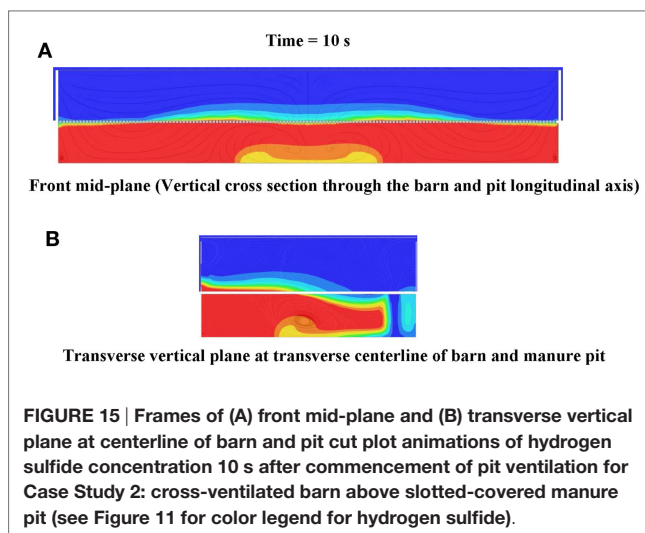 Time = 10 s
A
Front mid-plane (Vertical cross section through the barn and pit longitudinal axis)
B
Transverse vertical plane at transverse centerline of barn and manure pit
FIGURE 15 | Frames of (A) front mid-plane and (B) transverse vertical
plane at centerline of barn and pit cut plot animations of hydrogen
sulfide concentration 10 s after commencement of pit ventilation for
Case Study 2: cross-ventilated barn above slotted-covered manure
pit (see Figure 11 for color legend for hydrogen sulfide).